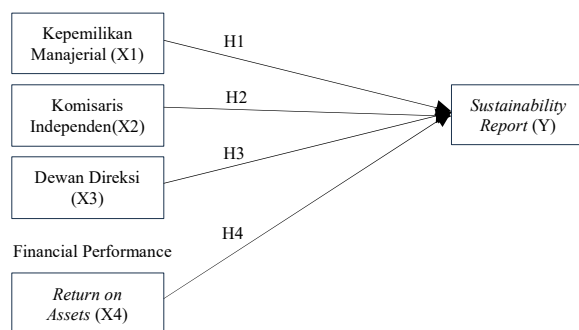 Kepemilikan
Manajerial (X1)
H1
Komisaris
Independen(X2)
H2
Sustainability
Report (Y)
Dewan Direksi
(X3)
H3
H4
Financial Performance
Return on
Assets (X4)